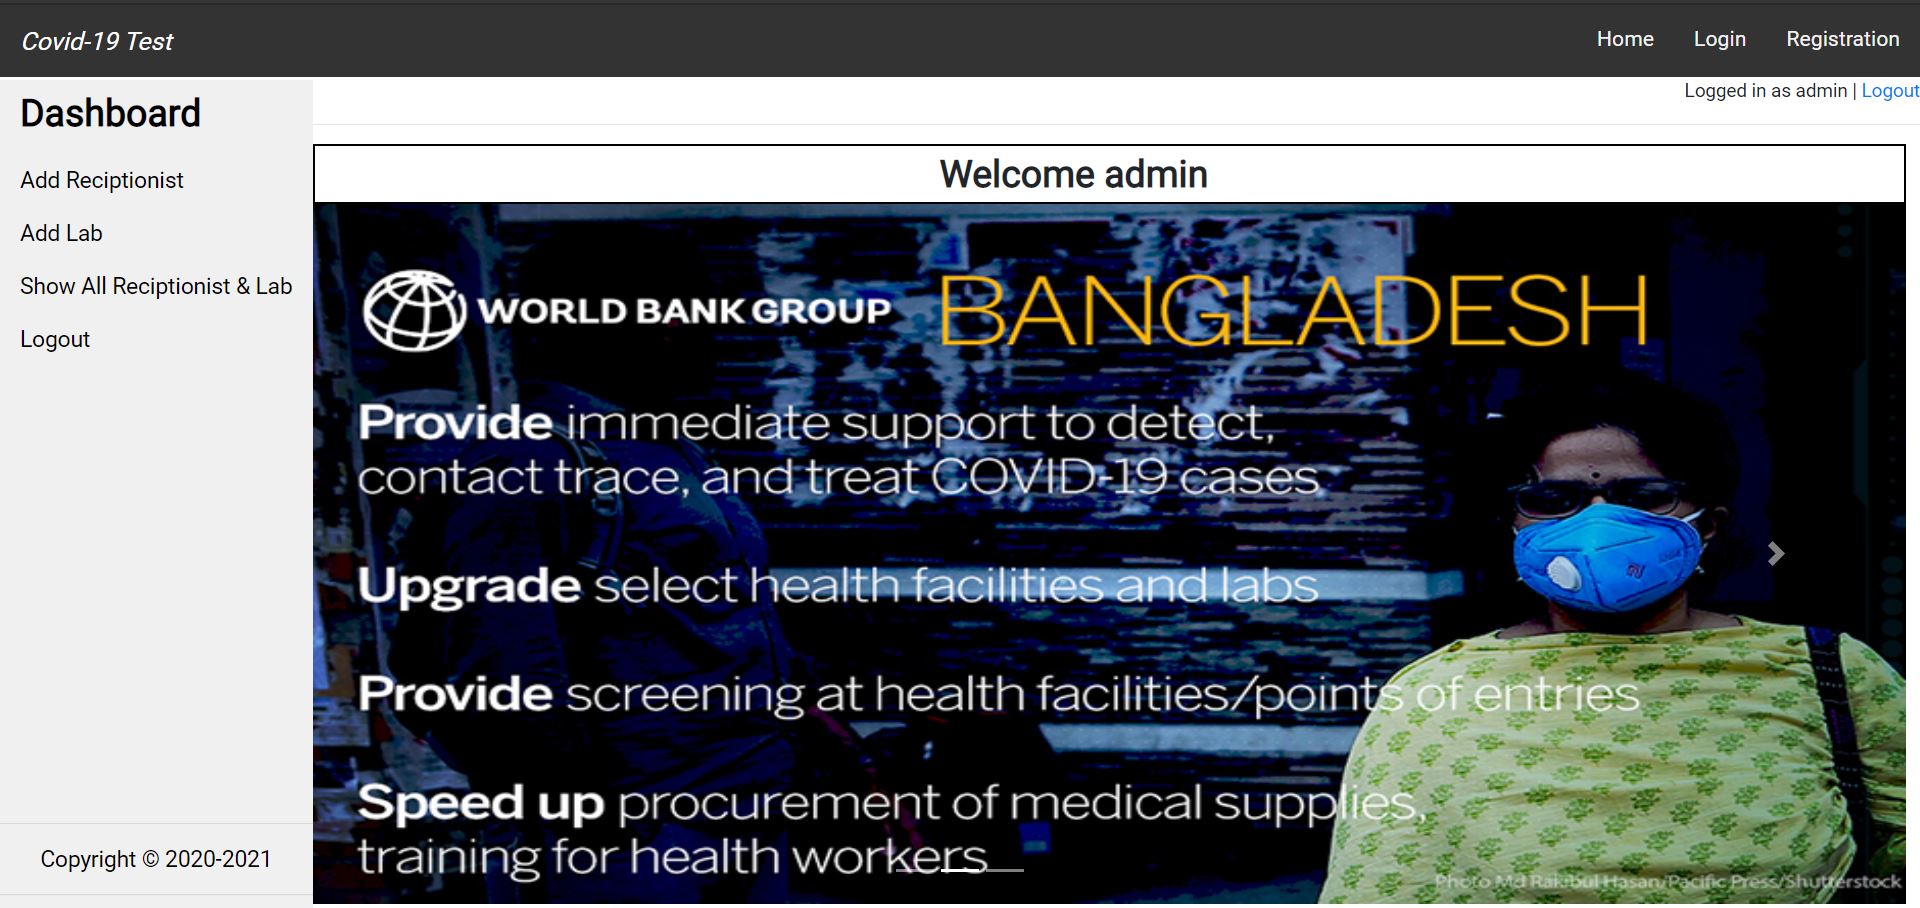 Covid-19 Test
Home Login Registration
Logged in as admin | Logout
Dashboard
Add Reciptionist
Add Lab
Show All Reciptionist & Lab
Logout
Copyright © 2020-2021
Welcome admin
WORLD BANK GROUP BANGLADESH
Provide immediate support to detect,
contact trace, and treat COVID-19 cases
Upgrade select health facilities and labs
Provide screening at health facilities/points of entries
Speed up procurement of medical supplies,
training for health workers
Photo Md Rakibul Hasan/Pacific Press/Shutterstock